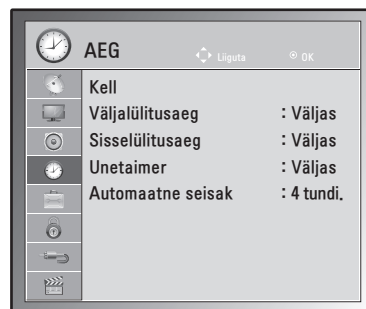 AEG
Liiguta
OK
Kell
Väljalülitusaeg : Väljas
Sisselülitusaeg : Väljas
Unetaimer : Väljas
Automaatne seisak : 4 tundi.